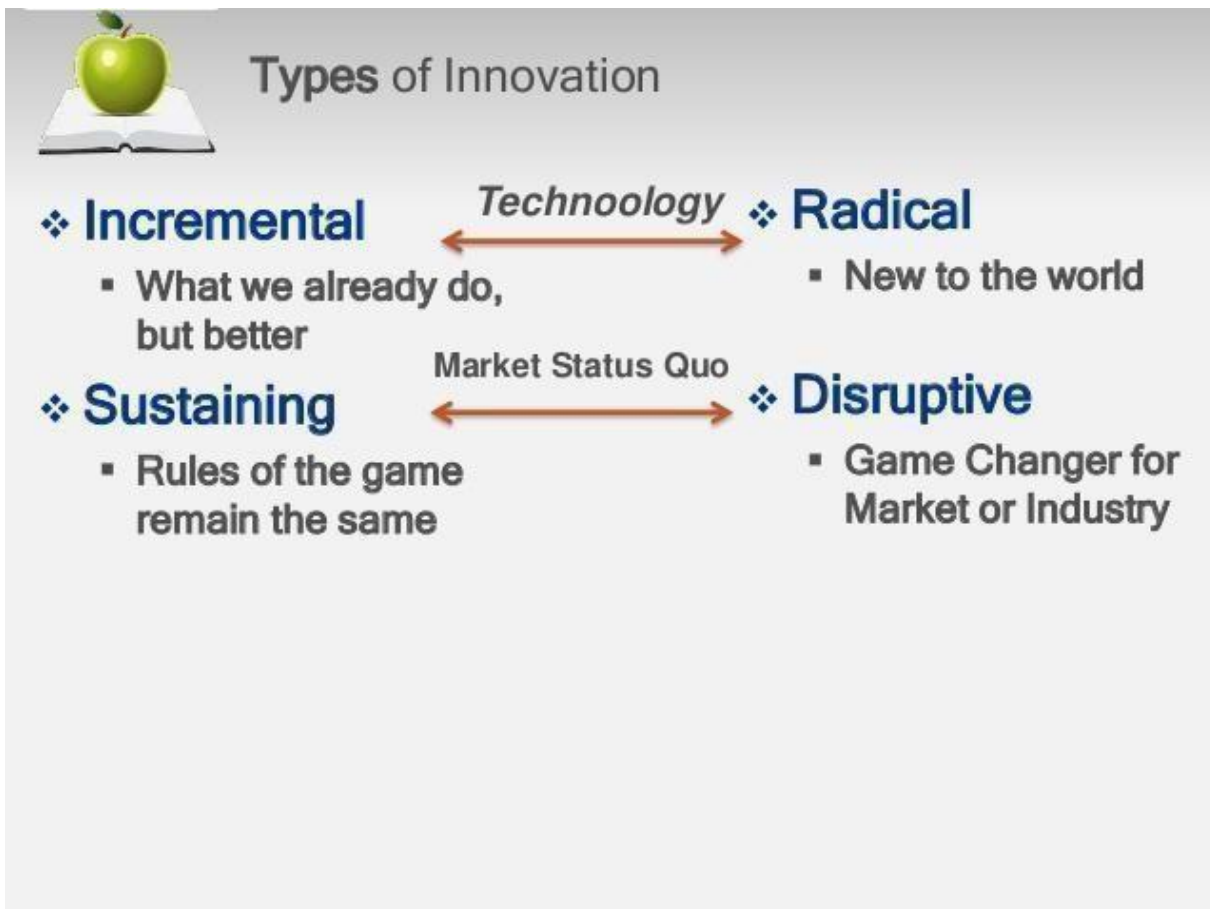 Types of Innovation
Incremental
What we already do,
but better
Technoology
Radical
New to the world
Sustaining
Rules of the game
remain the same
Market Status Quo
Disruptive
Game Changer for
Market or Industry